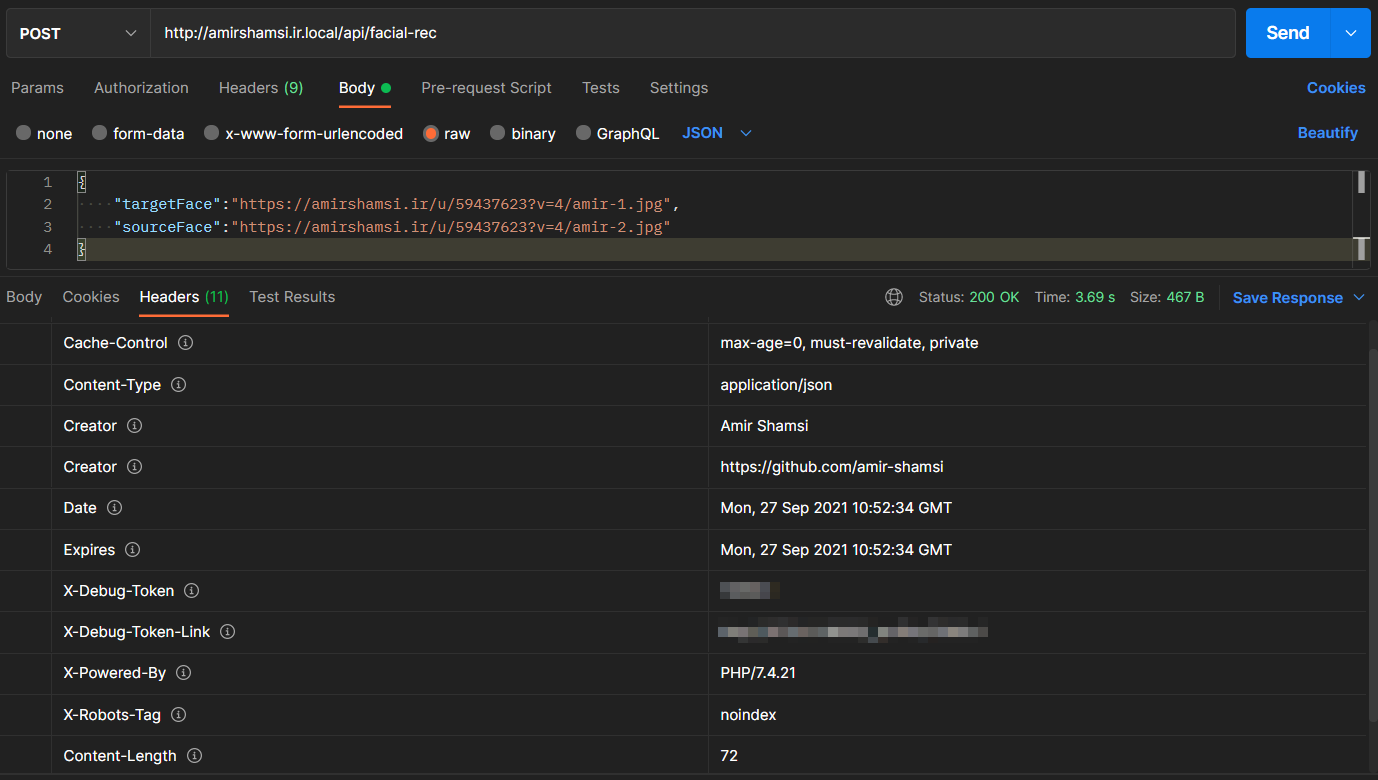 POST http://amirshamsi.ir.local/api/facial-rec Send
Params Authorization Headers (9) Body Pre-request Script Tests Settings Cookies
none form-data x-www-form-urlencoded raw binary GraphQL JSON Beautify
1 {
2 ····"targetFace":"https://amirshamsi.ir/u/59437623?v=4/amir-1.jpg",
3 ····"sourceFace":"https://amirshamsi.ir/u/59437623?v=4/amir-2.jpg"
4 }
Body Cookies Headers (11) Test Results Status: 200 OK Time: 3.69 s Size: 467 B Save Response
Cache-Control max-age=0, must-revalidate, private
Content-Type application/json
Creator Amir Shamsi
Creator https://github.com/amir-shamsi
Date Mon, 27 Sep 2021 10:52:34 GMT
Expires Mon, 27 Sep 2021 10:52:34 GMT
X-Debug-Token
X-Debug-Token-Link
X-Powered-By PHP/7.4.21
X-Robots-Tag noindex
Content-Length 72